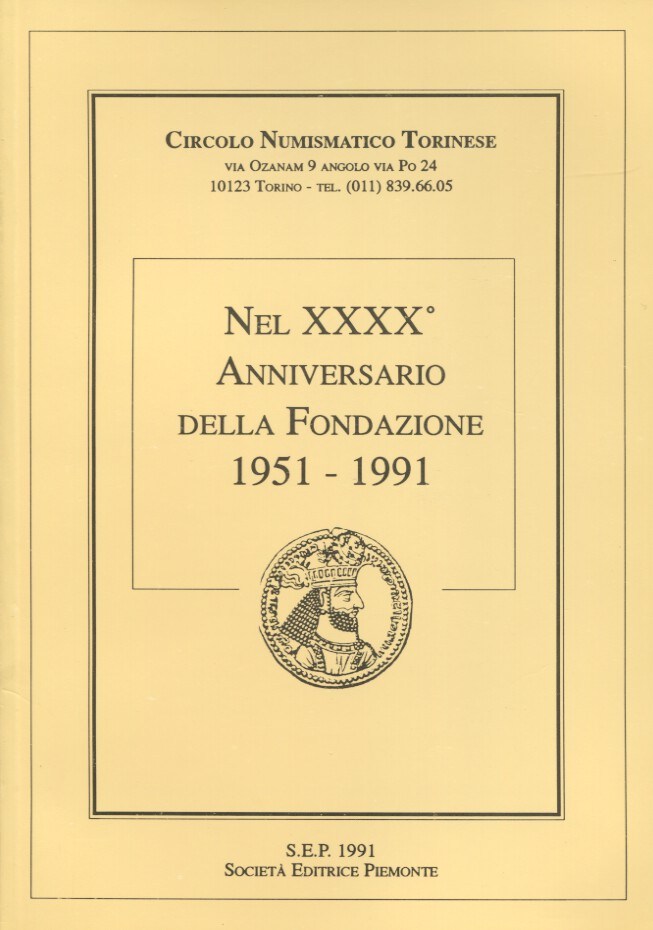 CIRCOLO NUMISMATICO TORINESE
VIA OZANAM 9 ANGOLO VIA PO 24
10123 TORINO - TEL. (011) 839.66.05
NEL XXXX°
ANNIVERSARIO
DELLA FONDAZIONE
1951 - 1991
S.E.P. 1991
SOCIETÀ EDITRICE PIEMONTE